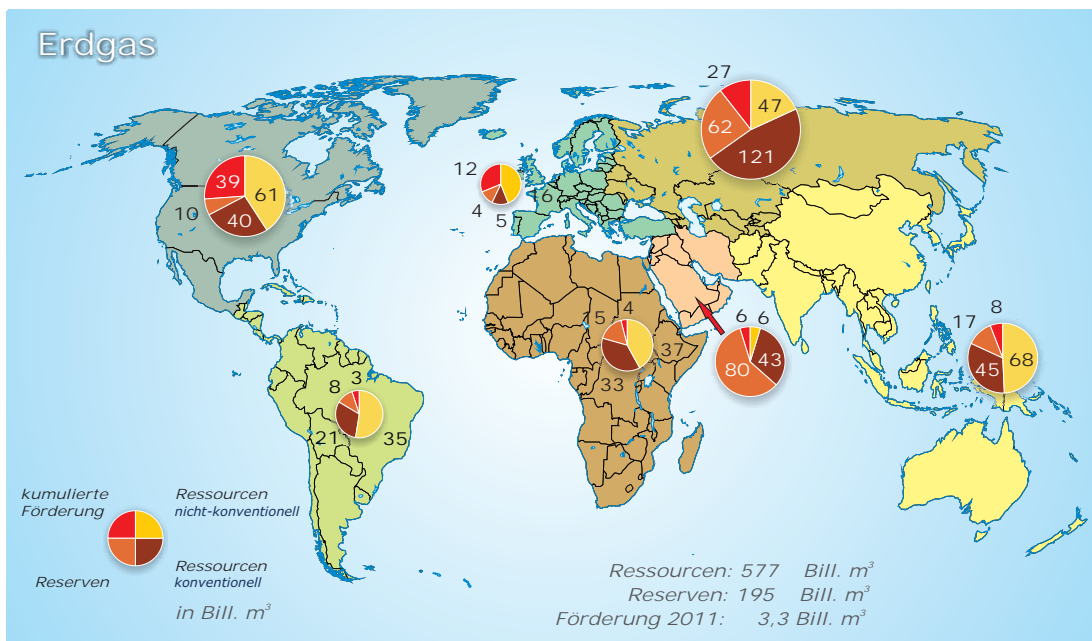 Erdgas
27
47
62
121
12
16
4
5
39
61
10
40
15
4
37
33
6 6
80
43
17
8
45
68
8
3
21
35
kumulierte
Förderung
Ressourcen
nicht-konventionell
Reserven
Ressourcen
konventionell
in Bill. m³
Ressourcen: 577 Bill. m³
Reserven: 195 Bill. m³
Förderung 2011: 3,3 Bill. m³